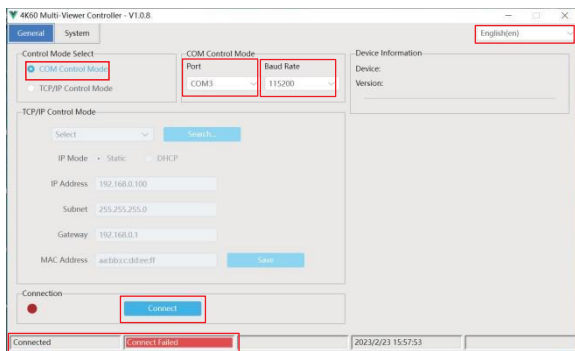 4K60 Multi-Viewer Controller - V1.0.8
General System English(en)
Control Mode Select
COM Control Mode
TCP/IP Control Mode
COM Control Mode
Port Baud Rate
COM3 115200
Device Information
Device:
Version:
TCP/IP Control Mode
Select Search...
IP Mode Static DHCP
IP Address 192.168.0.100
Subnet 255.255.255.0
Gateway 192.168.0.1
MAC Address aa:bb:cc:dd:ee:ff Save
Connection
Connect
Connected Connect Failed 2023/2/23 15:57:53